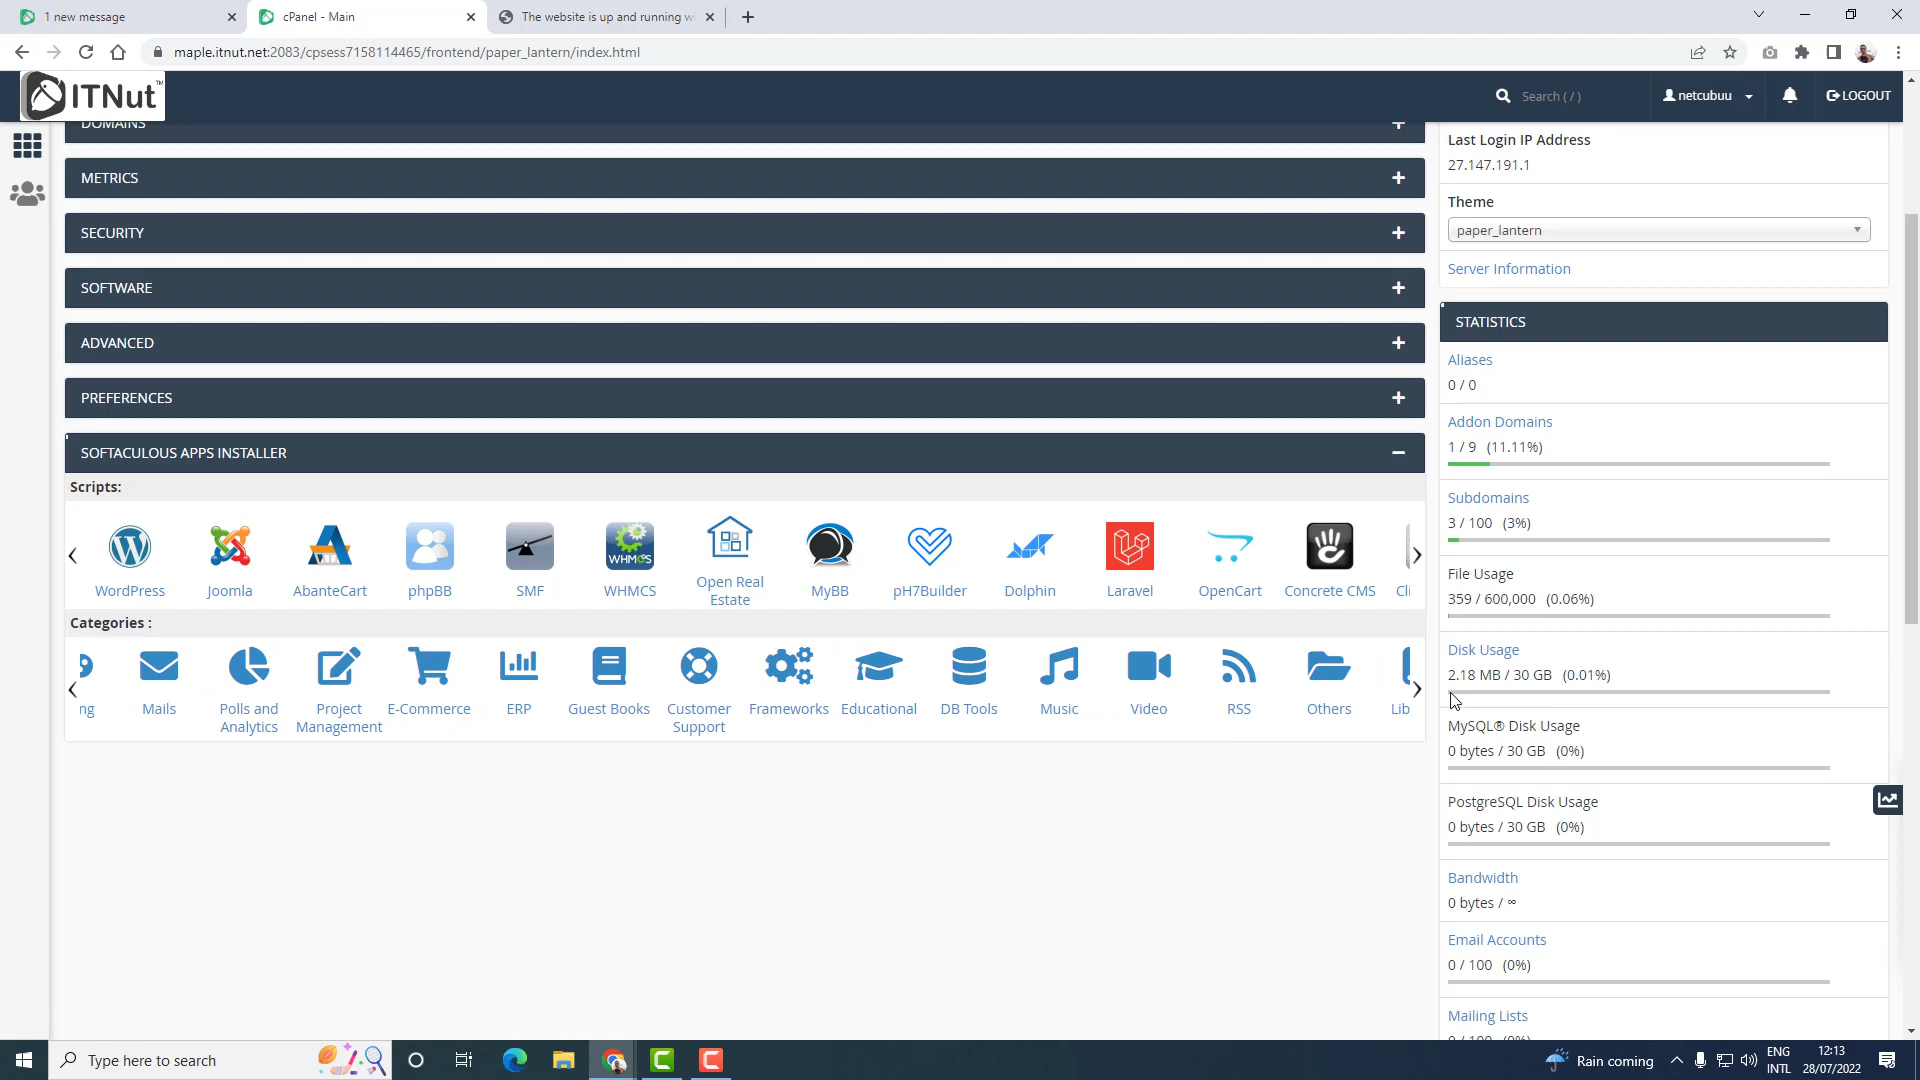 1 new message
cPanel - Main
The website is up and running wi
maple.itnut.net:2083/cpsess7158114465/frontend/paper_lantern/index.html
ITNut™
Search ( / )
netcubuu
LOGOUT
DOMAINS
METRICS
SECURITY
SOFTWARE
ADVANCED
PREFERENCES
SOFTACULOUS APPS INSTALLER
Scripts:
WordPress
Joomla
AbanteCart
phpBB
SMF
WHMCS
WHMCS
Open Real
Estate
MyBB
pH7Builder
Dolphin
Laravel
OpenCart
Concrete CMS
Cli
Categories :
ng
Mails
Polls and
Analytics
Project
Management
E-Commerce
ERP
Guest Books
Customer
Support
Frameworks
Educational
DB Tools
Music
Video
RSS
Others
Lib
Last Login IP Address
27.147.191.1
Theme
paper_lantern
Server Information
STATISTICS
Aliases
0 / 0
Addon Domains
1 / 9 (11.11%)
Subdomains
3 / 100 (3%)
File Usage
359 / 600,000 (0.06%)
Disk Usage
2.18 MB / 30 GB (0.01%)
MySQL® Disk Usage
0 bytes / 30 GB (0%)
PostgreSQL Disk Usage
0 bytes / 30 GB (0%)
Bandwidth
0 bytes / ∞
Email Accounts
0 / 100 (0%)
Mailing Lists
0 / 100 (0%)
Type here to search
Rain coming
ENG
INTL
12:13
28/07/2022